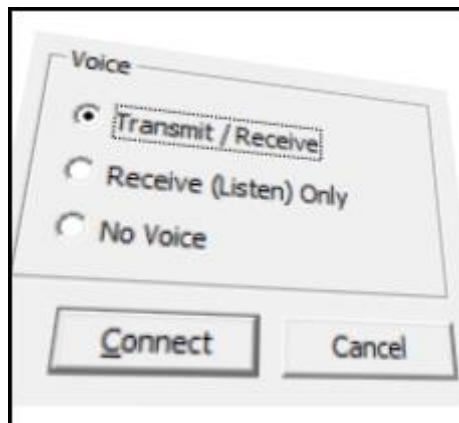 Voice
Transmit / Receive
Receive (Listen) Only
No Voice
Connect
Cancel